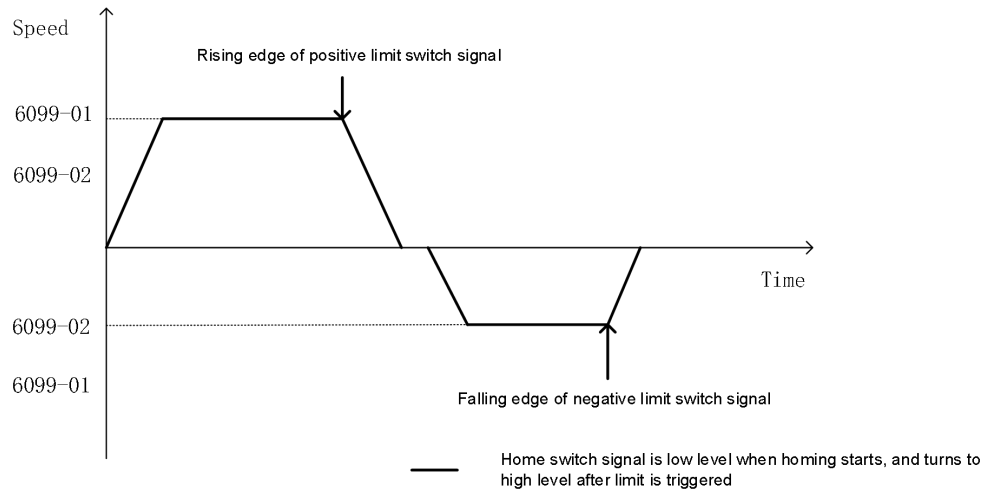 Speed
Rising edge of positive limit switch signal
6099-01
6099-02
Time
6099-02
6099-01
Falling edge of negative limit switch signal
Home switch signal is low level when homing starts, and turns to
high level after limit is triggered